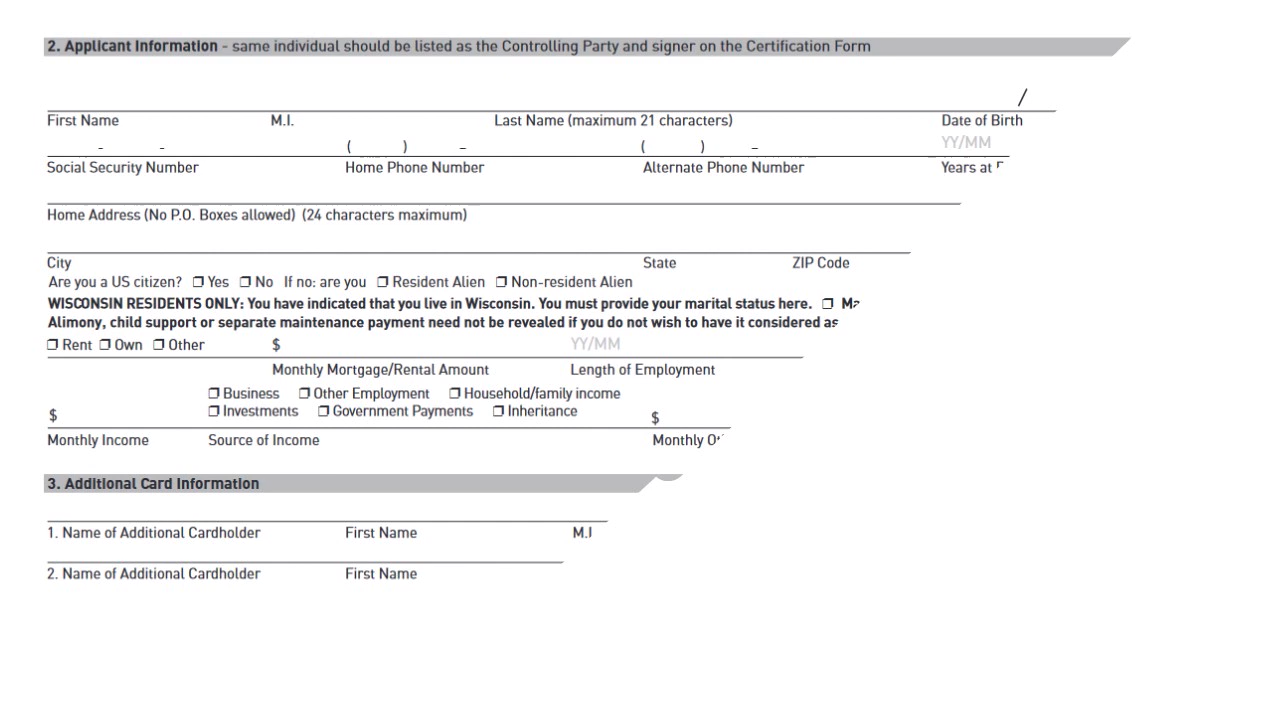 2. Applicant Information - same individual should be listed as the Controlling Party and signer on the Certification Form
/
First Name M.I. Last Name (maximum 21 characters) Date of Birth
- - ( ) - ( ) - YY/MM
Social Security Number Home Phone Number Alternate Phone Number Years at
Home Address (No P.O. Boxes allowed) (24 characters maximum)
City State ZIP Code
Are you a US citizen? ❒ Yes ❒ No If no: are you ❒ Resident Alien ❒ Non-resident Alien
WISCONSIN RESIDENTS ONLY: You have indicated that you live in Wisconsin. You must provide your marital status here. ❒
Alimony, child support or separate maintenance payment need not be revealed if you do not wish to have it considered as
❒ Rent ❒ Own ❒ Other $ YY/MM
Monthly Mortgage/Rental Amount Length of Employment
❒ Business ❒ Other Employment ❒ Household/family income
$ ❒ Investments ❒ Government Payments ❒ Inheritance $
Monthly Income Source of Income Monthly
3. Additional Card Information
1. Name of Additional Cardholder First Name M.I
2. Name of Additional Cardholder First Name